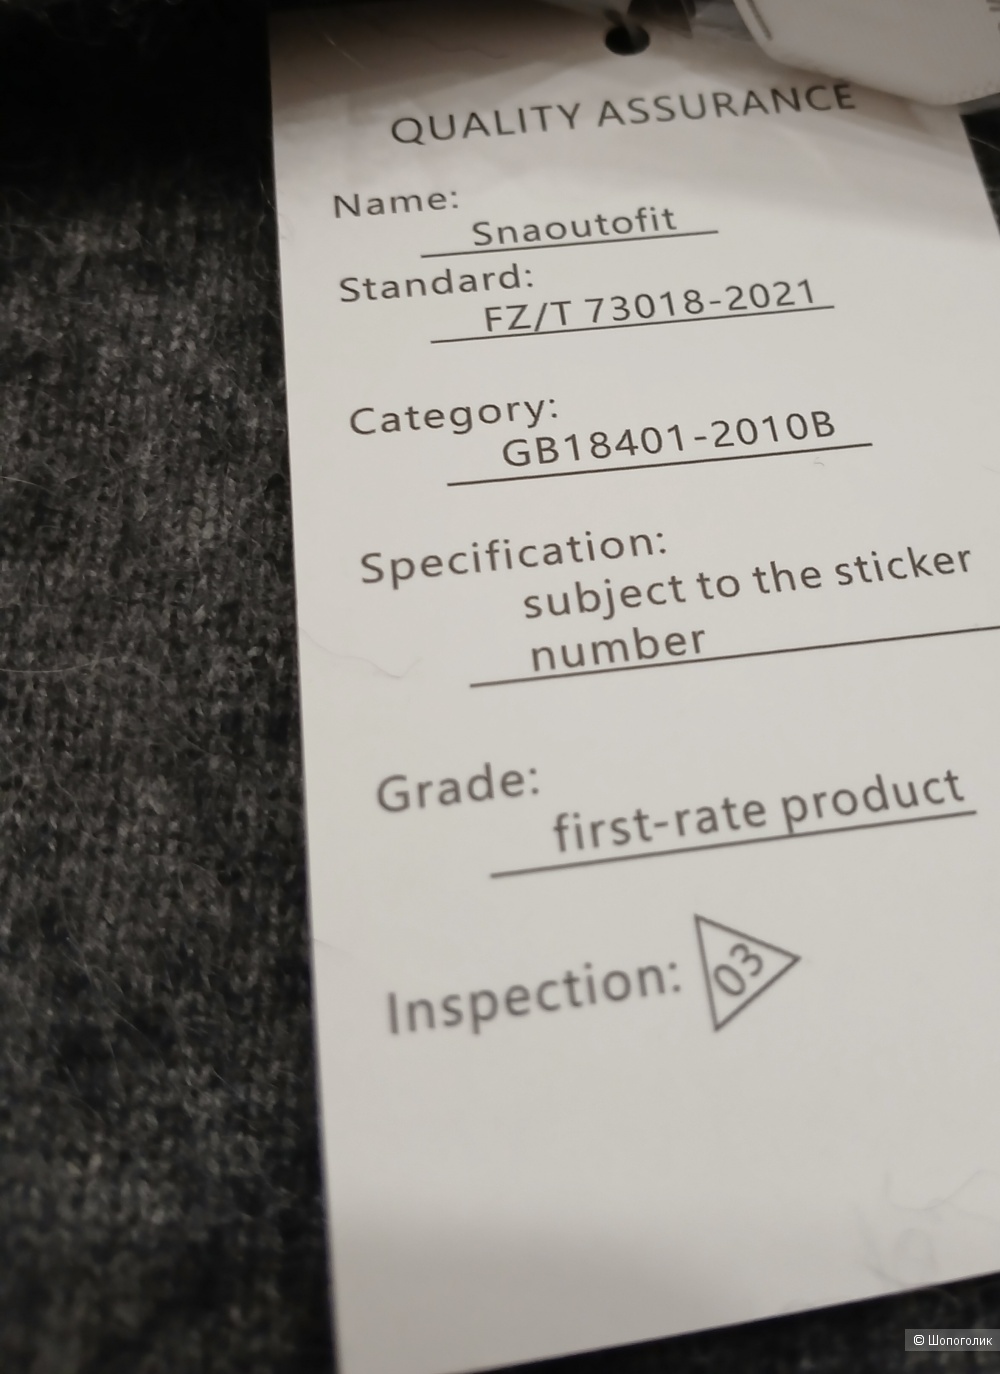 QUALITY ASSURANCE
Name:
Snaoutofit
Standard:
FZ/T 73018-2021
Category:
GB18401-2010B
Specification:
subject to the sticker
number
Grade:
first-rate product
Inspection: 03
© Шопоголик